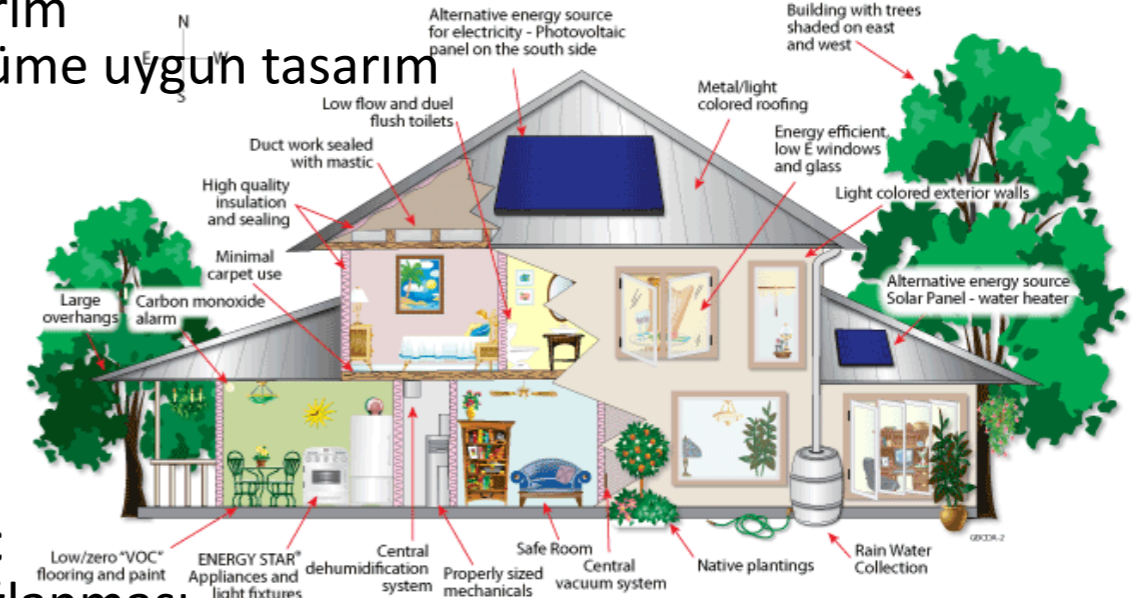 üme uygun tasarım
N
E W
S
Alternative energy source
for electricity - Photovoltaic
panel on the south side
Building with trees
shaded on east
and west
Low flow and duel
flush toilets
Metal/light
colored roofing
Duct work sealed
with mastic
Energy efficient,
low E windows
and glass
High quality
insulation
and sealing
Light colored exterior walls
Minimal
carpet use
Alternative energy source
Solar Panel - water heater
Large
overhangs
Carbon monoxide
alarm
Low/zero "VOC"
flooring and paint
ENERGY STAR®
Appliances and
light fixtures
Central
dehumidification
system
Properly sized
mechanicals
Safe Room
Central
vacuum system
Native plantings
Rain Water
Collection